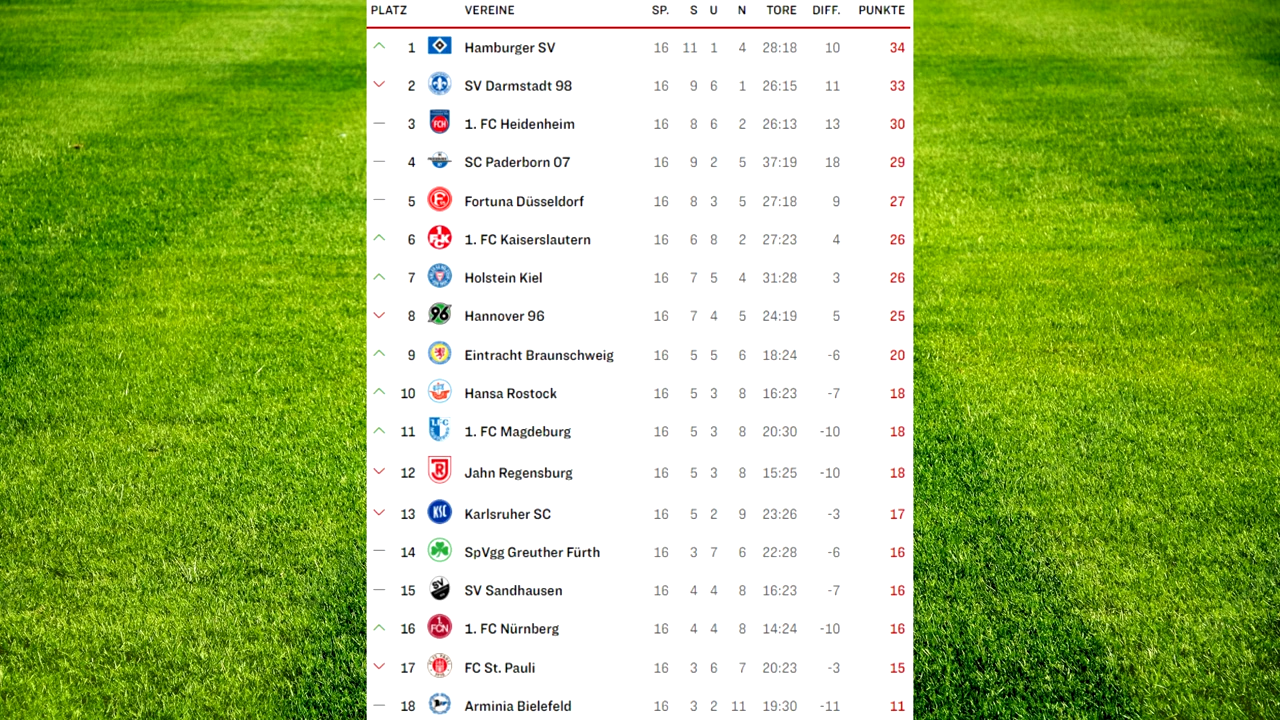 PLATZ VEREINE SP. S U N TORE DIFF. PUNKTE
1 Hamburger SV 16 11 1 4 28:18 10 34
2 SV Darmstadt 98 16 9 6 1 26:15 11 33
3 1. FC Heidenheim 16 8 6 2 26:13 13 30
4 SC Paderborn 07 16 9 2 5 37:19 18 29
5 Fortuna Düsseldorf 16 8 3 5 27:18 9 27
6 1. FC Kaiserslautern 16 6 8 2 27:23 4 26
7 Holstein Kiel 16 7 5 4 31:28 3 26
8 96 Hannover 96 16 7 4 5 24:19 5 25
9 Eintracht Braunschweig 16 5 5 6 18:24 -6 20
10 Hansa Rostock 16 5 3 8 16:23 -7 18
11 1. FC Magdeburg 16 5 3 8 20:30 -10 18
12 Jahn Regensburg 16 5 3 8 15:25 -10 18
13 KSC Karlsruher SC 16 5 2 9 23:26 -3 17
14 SpVgg Greuther Fürth 16 3 7 6 22:28 -6 16
15 SV SV Sandhausen 16 4 4 8 16:23 -7 16
16 1. FCN 1. FC Nürnberg 16 4 4 8 14:24 -10 16
17 FC St. Pauli 16 3 6 7 20:23 -3 15
18 Arminia Bielefeld 16 3 2 11 19:30 -11 11